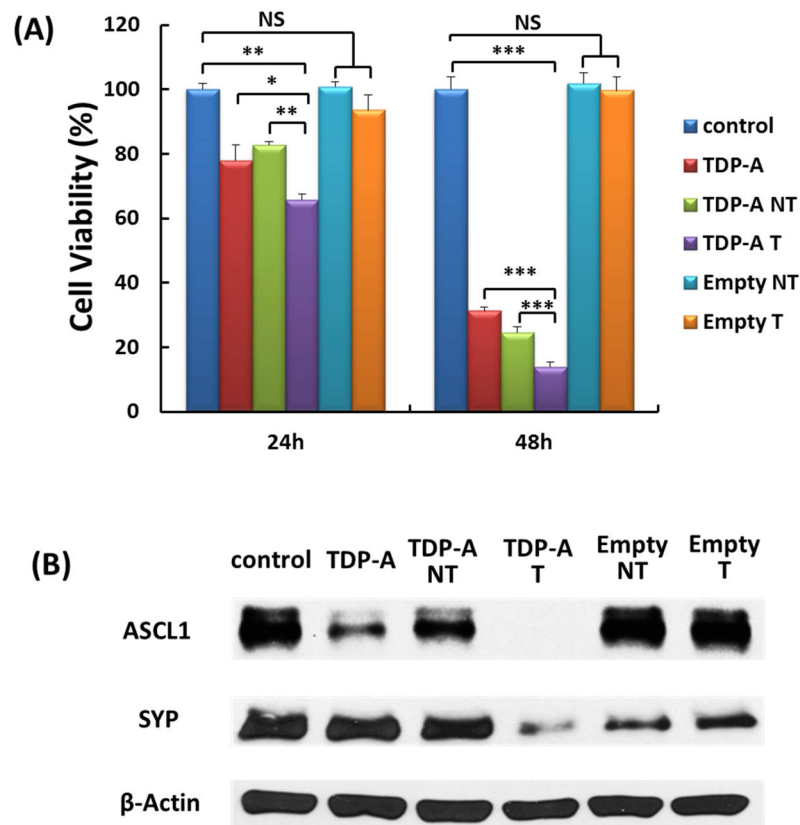 (A)
Cell Viability (%)
120
100
80
60
40
20
0
NS
**
*
**
NS
***
***
***
24h
48h
control
TDP-A
TDP-A NT
TDP-A T
Empty NT
Empty T
(B)
control
TDP-A
TDP-A
NT
TDP-A
T
Empty
NT
Empty
T
ASCL1
SYP
β-Actin